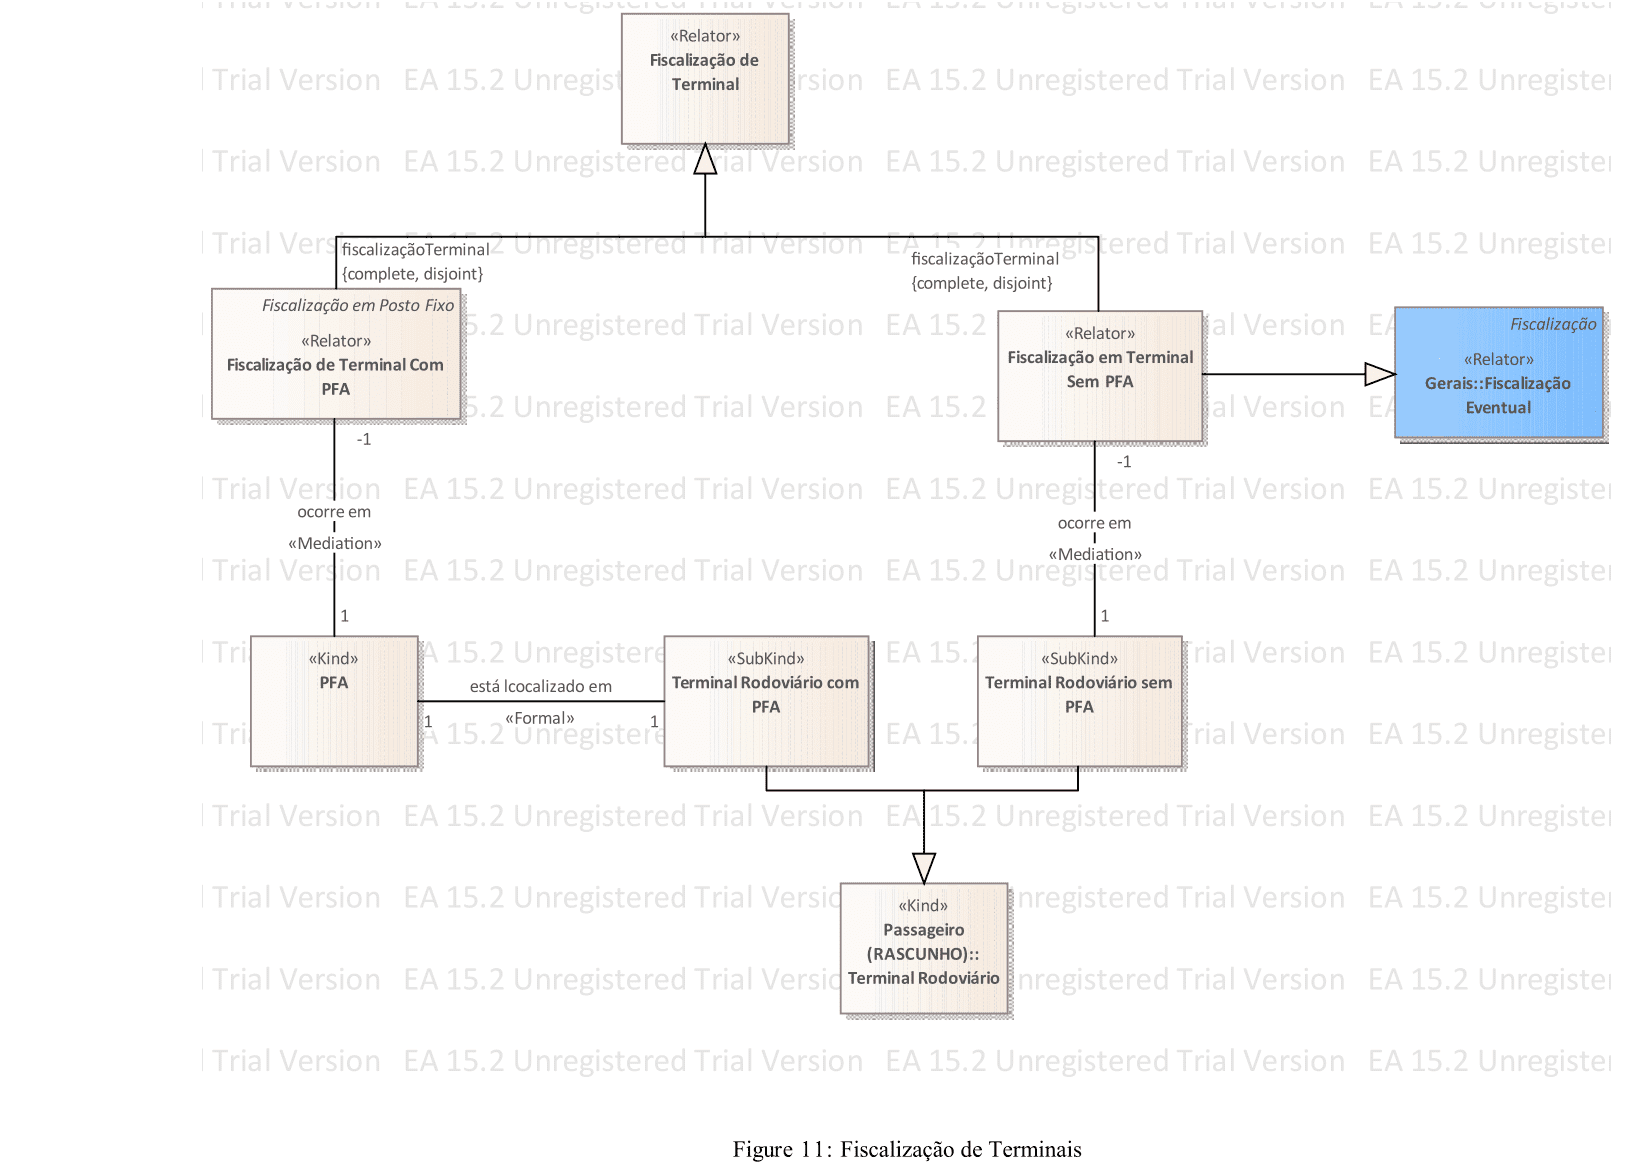 «Relator»
Fiscalização de
Terminal
fiscalizaçãoTerminal
{complete, disjoint}
fiscalizaçãoTerminal
{complete, disjoint}
Fiscalização em Posto Fixo
«Relator»
Fiscalização de Terminal Com
PFA
«Relator»
Fiscalização em Terminal
Sem PFA
Fiscalização
«Relator»
Gerais::Fiscalização
Eventual
-1
ocorre em
«Mediation»
1
-1
ocorre em
«Mediation»
1
«Kind»
PFA
1
está lcocalizado em
«Formal»
1
«SubKind»
Terminal Rodoviário com
PFA
«SubKind»
Terminal Rodoviário sem
PFA
«Kind»
Passageiro
(RASCUNHO)::
Terminal Rodoviário
Trial Version EA 15.2 Unregistered Trial Version EA 15.2 Unregistered Trial Version EA 15.2
Figure 11: Fiscalização de Terminais